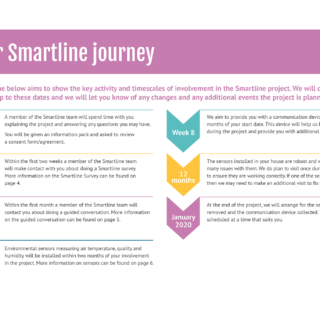 r Smartline journey
ne below aims to show the key activity and timescales of involvement in the Smartline project. We will c
p to these dates and we will let you know of any changes and any additional events the project is plann
A member of the Smartline team will spend time with you
explaining the project and answering any questions you may have.
You will be given an information pack and asked to review
a consent form/agreement.
Within the first two weeks a member of the Smartline team
will make contact with you about doing a Smartline survey
More information on the Smartline Survey can be found on
page 4.
Within the first month a member of the Smartline team will
contact you about doing a guided conversation. More information
on the guided conversation can be found on page 5.
Environmental sensors measuring air temperature, quality and
humidity will be installed within two months of your involvement
in the project. More information on sensors can be found on page 6.
Week 8
We aim to provide you with a communication devic
months of your start date. This device will help us t
during the project and provide you with additional
12
months
The sensors installed in your house are robust and w
many issues with them. We do plan to visit once duri
to ensure they are working correctly. If one of the se
then we may need to make an additional visit to fix
January
2020
At the end of the project, we will arrange for the se
removed and the communication device collected. T
scheduled at a time that suits you.